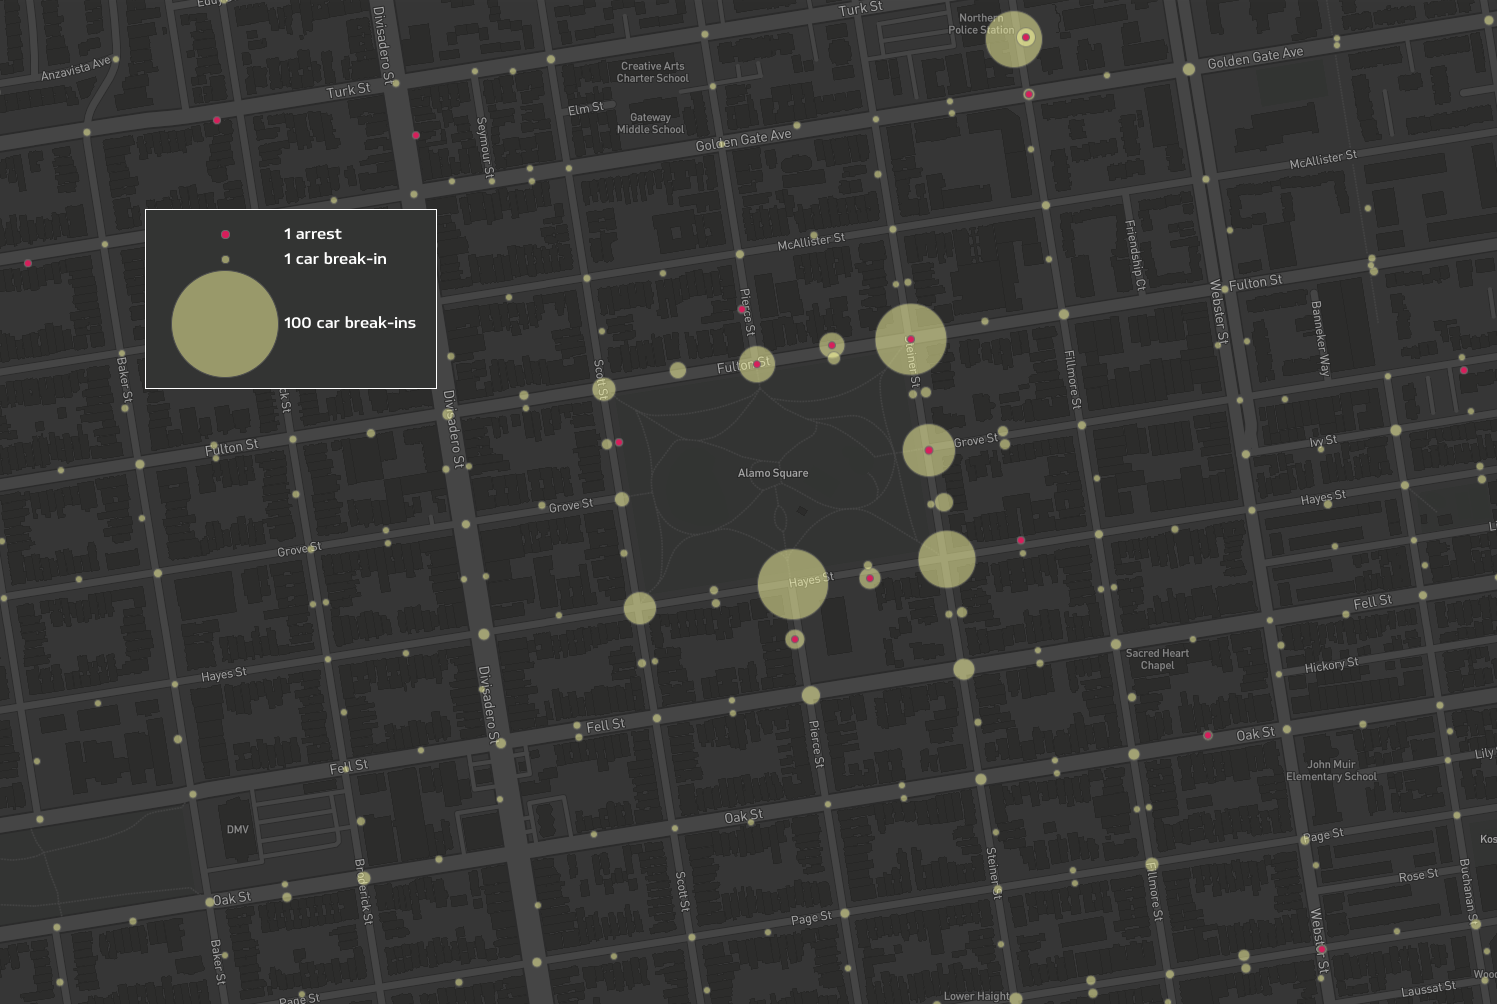 Turk St
Northern
Police Station
Divisadero St
Golden Gate Ave
Anzavista Ave
Creative Arts
Charter School
Turk St
Elm St
Gateway
Middle School
Seymour St
Golden Gate Ave
McAllister St
1 arrest
1 car break-in
100 car break-ins
McAllister St
Friendship Ct
Webster St
Fulton St
Pierce St
Banneker Way
Baker St
Scott St
Fulton St
Steiner St
Fillmore St
Divisadero St
Fulton St
Grove St
Ivy St
Alamo Square
Hayes St
Grove St
Grove St
Hayes St
Fell St
Sacred Heart
Chapel
Hickory St
Hayes St
Divisadero St
Fell St
Pierce St
Oak St
Lily
Fell St
John Muir
Elementary School
DMV
Oak St
Page St
Kos
Broderick St
Scott St
Steiner St
Fillmore St
Rose St
Buchanan St
Oak St
Page St
Webster St
Baker St
Page St
Lower Haight
Laussat St
Wood